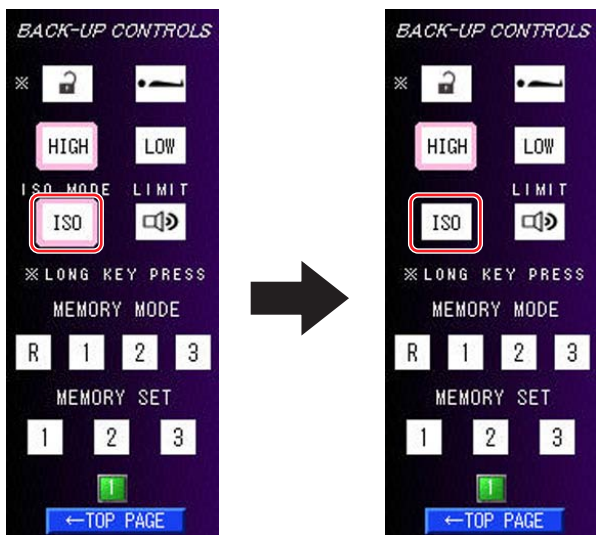 BACK-UP CONTROLS
※
HIGH LOW
ISO MODE LIMIT
ISO
※LONG KEY PRESS
MEMORY MODE
R 1 2 3
MEMORY SET
1 2 3
1
←TOP PAGE
BACK-UP CONTROLS
※
HIGH LOW
LIMIT
ISO
※LONG KEY PRESS
MEMORY MODE
R 1 2 3
MEMORY SET
1 2 3
1
←TOP PAGE